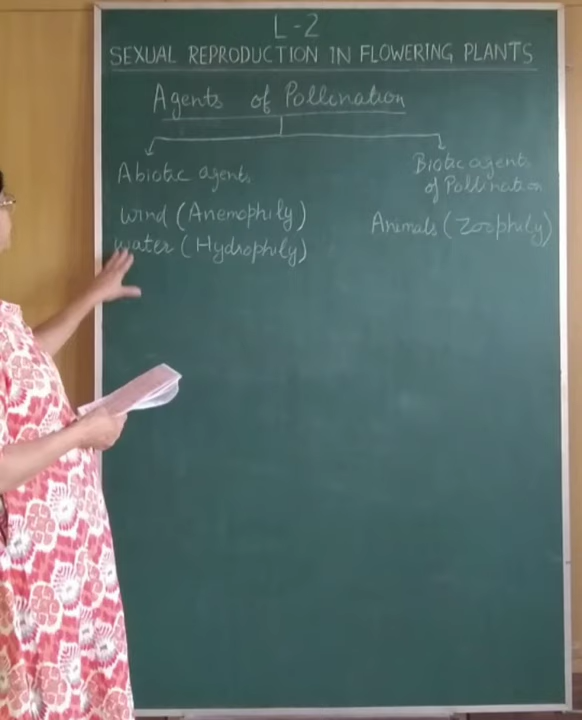 L-2
SEXUAL REPRODUCTION IN FLOWERING PLANTS
Agents of Pollination
Abiotic agents
wind (Anemophily)
water (Hydrophily)
Biotic agents
of Pollination
Animals (Zoophily)